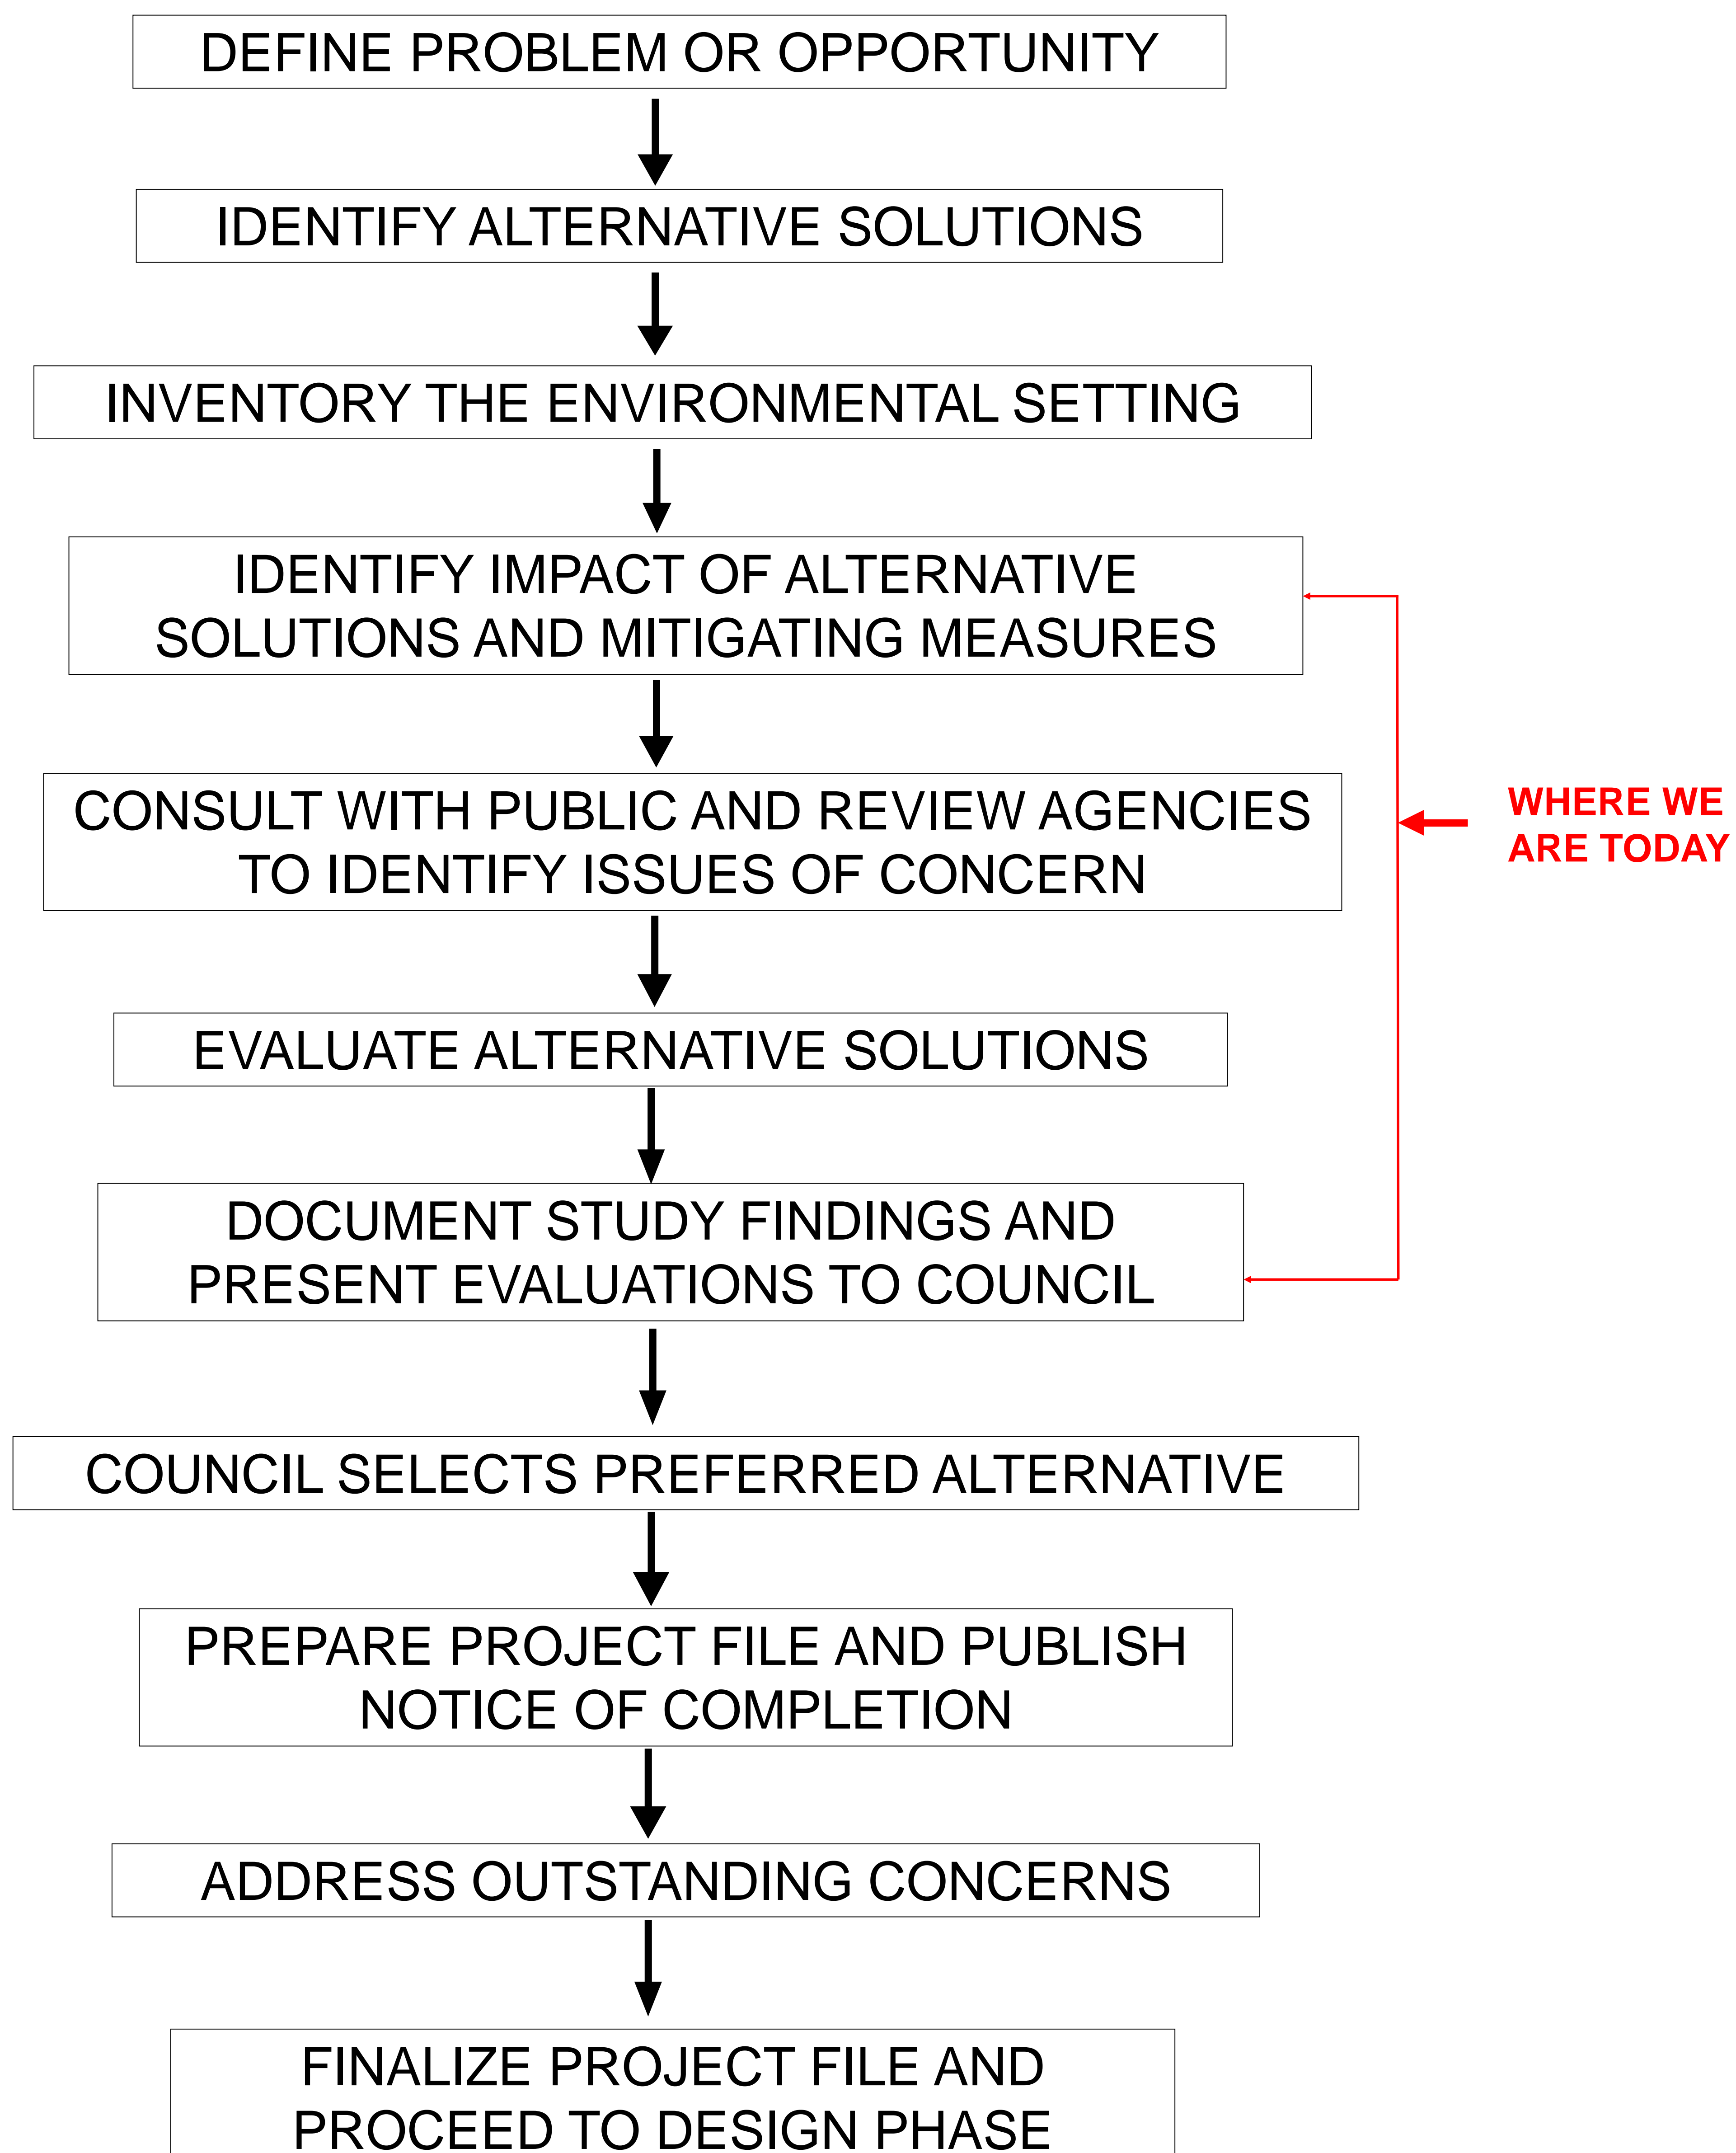 DEFINE PROBLEM OR OPPORTUNITY
IDENTIFY ALTERNATIVE SOLUTIONS
INVENTORY THE ENVIRONMENTAL SETTING
IDENTIFY IMPACT OF ALTERNATIVE
SOLUTIONS AND MITIGATING MEASURES
CONSULT WITH PUBLIC AND REVIEW AGENCIES
TO IDENTIFY ISSUES OF CONCERN
WHERE WE
ARE TODAY
EVALUATE ALTERNATIVE SOLUTIONS
DOCUMENT STUDY FINDINGS AND
PRESENT EVALUATIONS TO COUNCIL
COUNCIL SELECTS PREFERRED ALTERNATIVE
PREPARE PROJECT FILE AND PUBLISH
NOTICE OF COMPLETION
ADDRESS OUTSTANDING CONCERNS
FINALIZE PROJECT FILE AND
PROCEED TO DESIGN PHASE